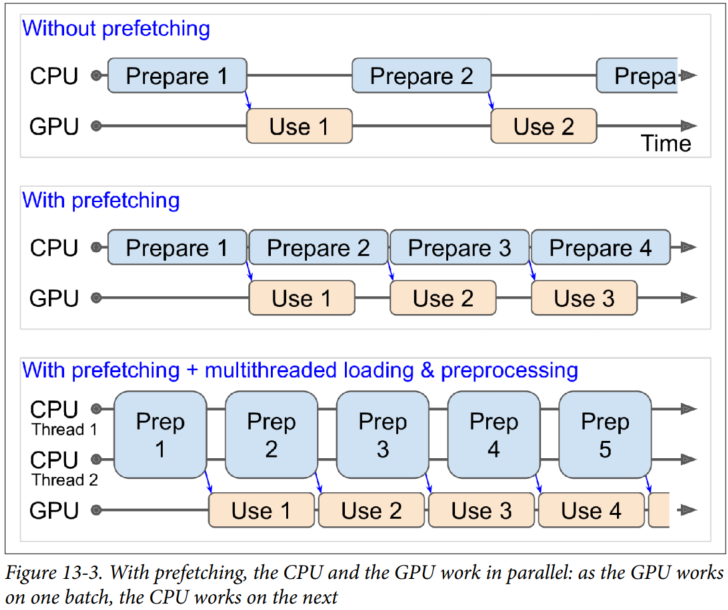 Without prefetching
CPU Prepare 1 Prepare 2 Prepa
GPU Use 1 Use 2
Time
With prefetching
CPU Prepare 1 Prepare 2 Prepare 3 Prepare 4
GPU Use 1 Use 2 Use 3
With prefetching + multithreaded loading & preprocessing
CPU
Thread 1
Prep Prep Prep Prep Prep
1 2 3 4 5
CPU
Thread 2
GPU Use 1 Use 2 Use 3 Use 4
Figure 13-3. With prefetching, the CPU and the GPU work in parallel: as the GPU works
on one batch, the CPU works on the next